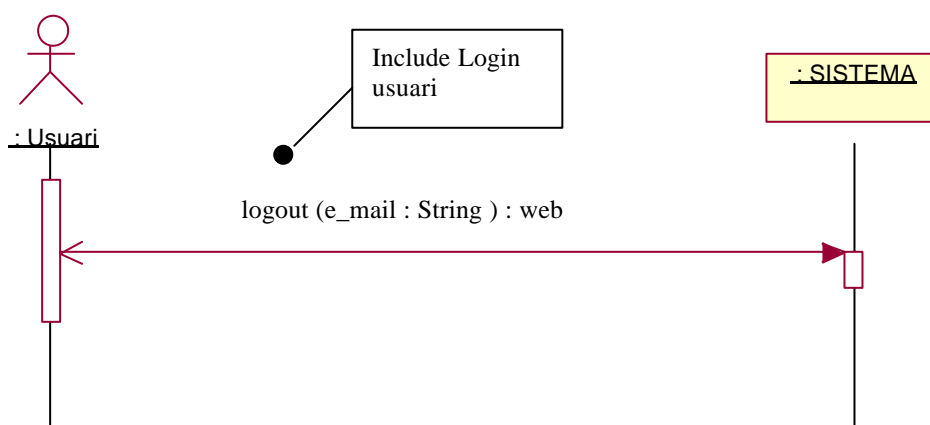 Include Login
usuari
: SISTEMA
: Usuari
logout (e_mail : String ) : web